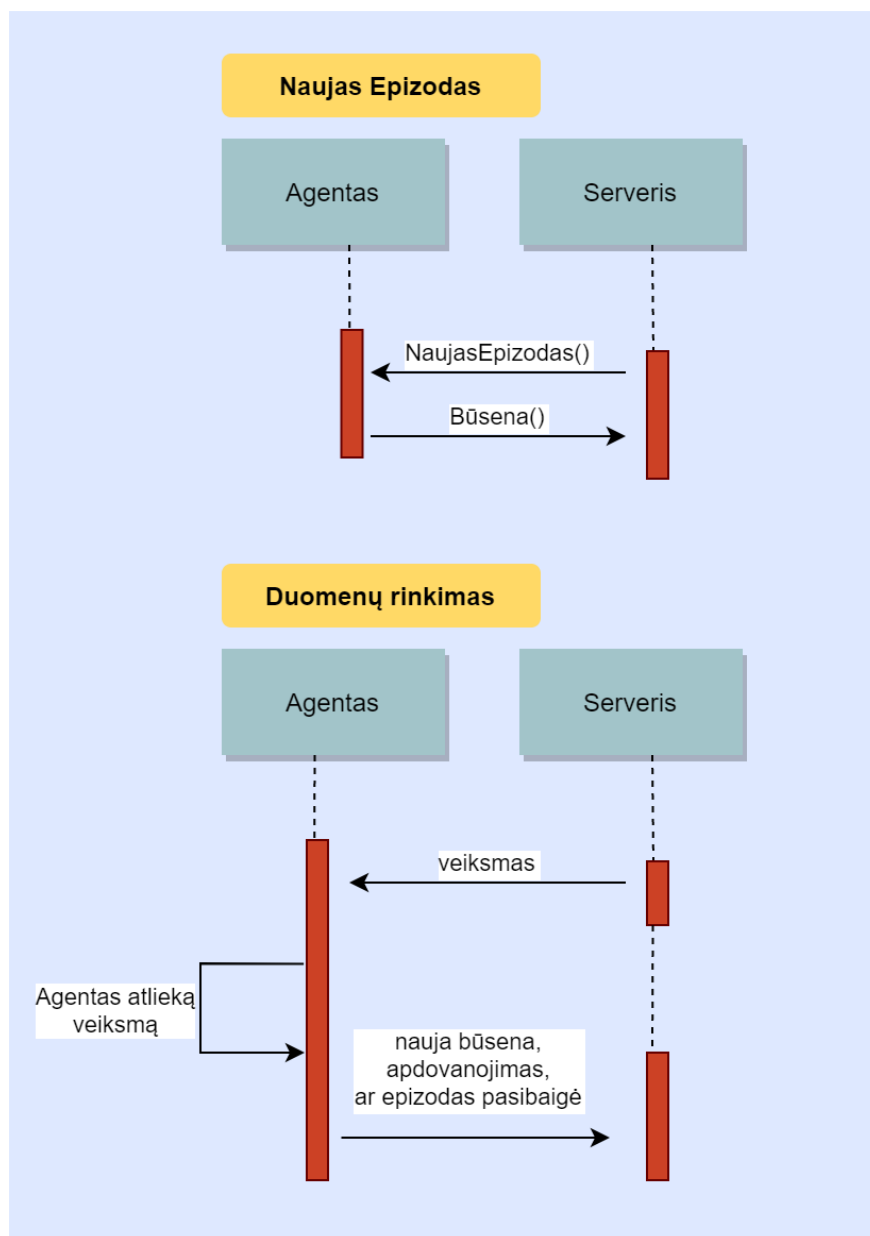 Naujas Epizodas
Agentas
Serveris
NaujasEpizodas()
Būsena()
Duomenų rinkimas
Agentas
Serveris
veiksmas
Agentas atlieką
veiksmą
nauja būsena,
apdovanojimas,
ar epizodas pasibaigė